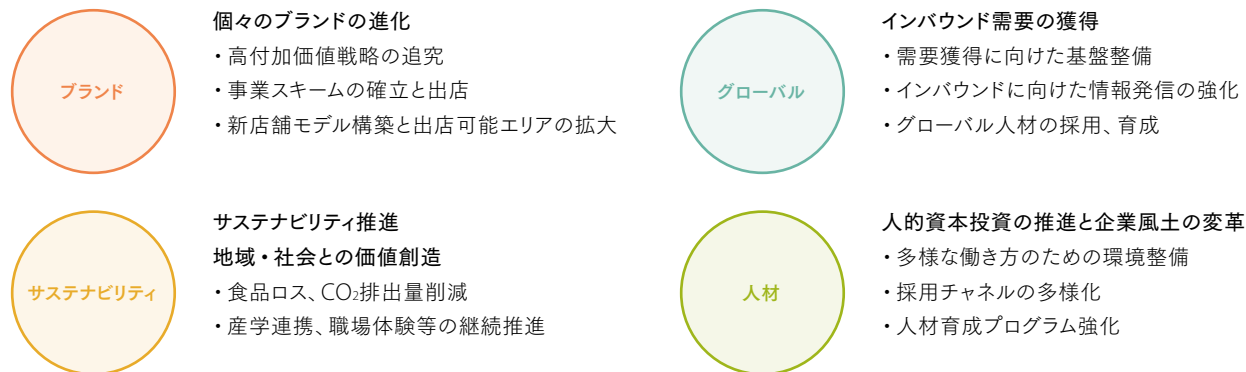 ブランド
個々のブランドの進化
・高付加価値戦略の追究
・事業スキームの確立と出店
・新店舗モデル構築と出店可能エリアの拡大
グローバル
インバウンド需要の獲得
・需要獲得に向けた基盤整備
・インバウンドに向けた情報発信の強化
・グローバル人材の採用、育成
サステナビリティ
サステナビリティ推進
地域・社会との価値創造
・食品ロス、CO₂排出量削減
・産学連携、職場体験等の継続推進
人材
人的資本投資の推進と企業風土の変革
・多様な働き方のための環境整備
・採用チャネルの多様化
・人材育成プログラム強化